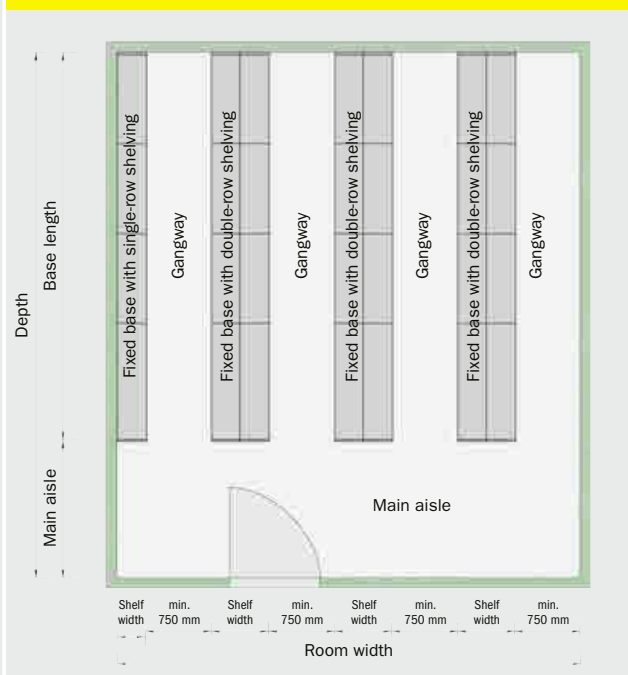 Depth
Base length
Main aisle
Fixed base with single-row shelving
Gangway
Fixed base with double-row shelving
Gangway
Fixed base with double-row shelving
Gangway
Fixed base with double-row shelving
Gangway
Main aisle
Shelf width
min. 750 mm
Shelf width
min. 750 mm
Shelf width
min. 750 mm
Shelf width
min. 750 mm
Room width